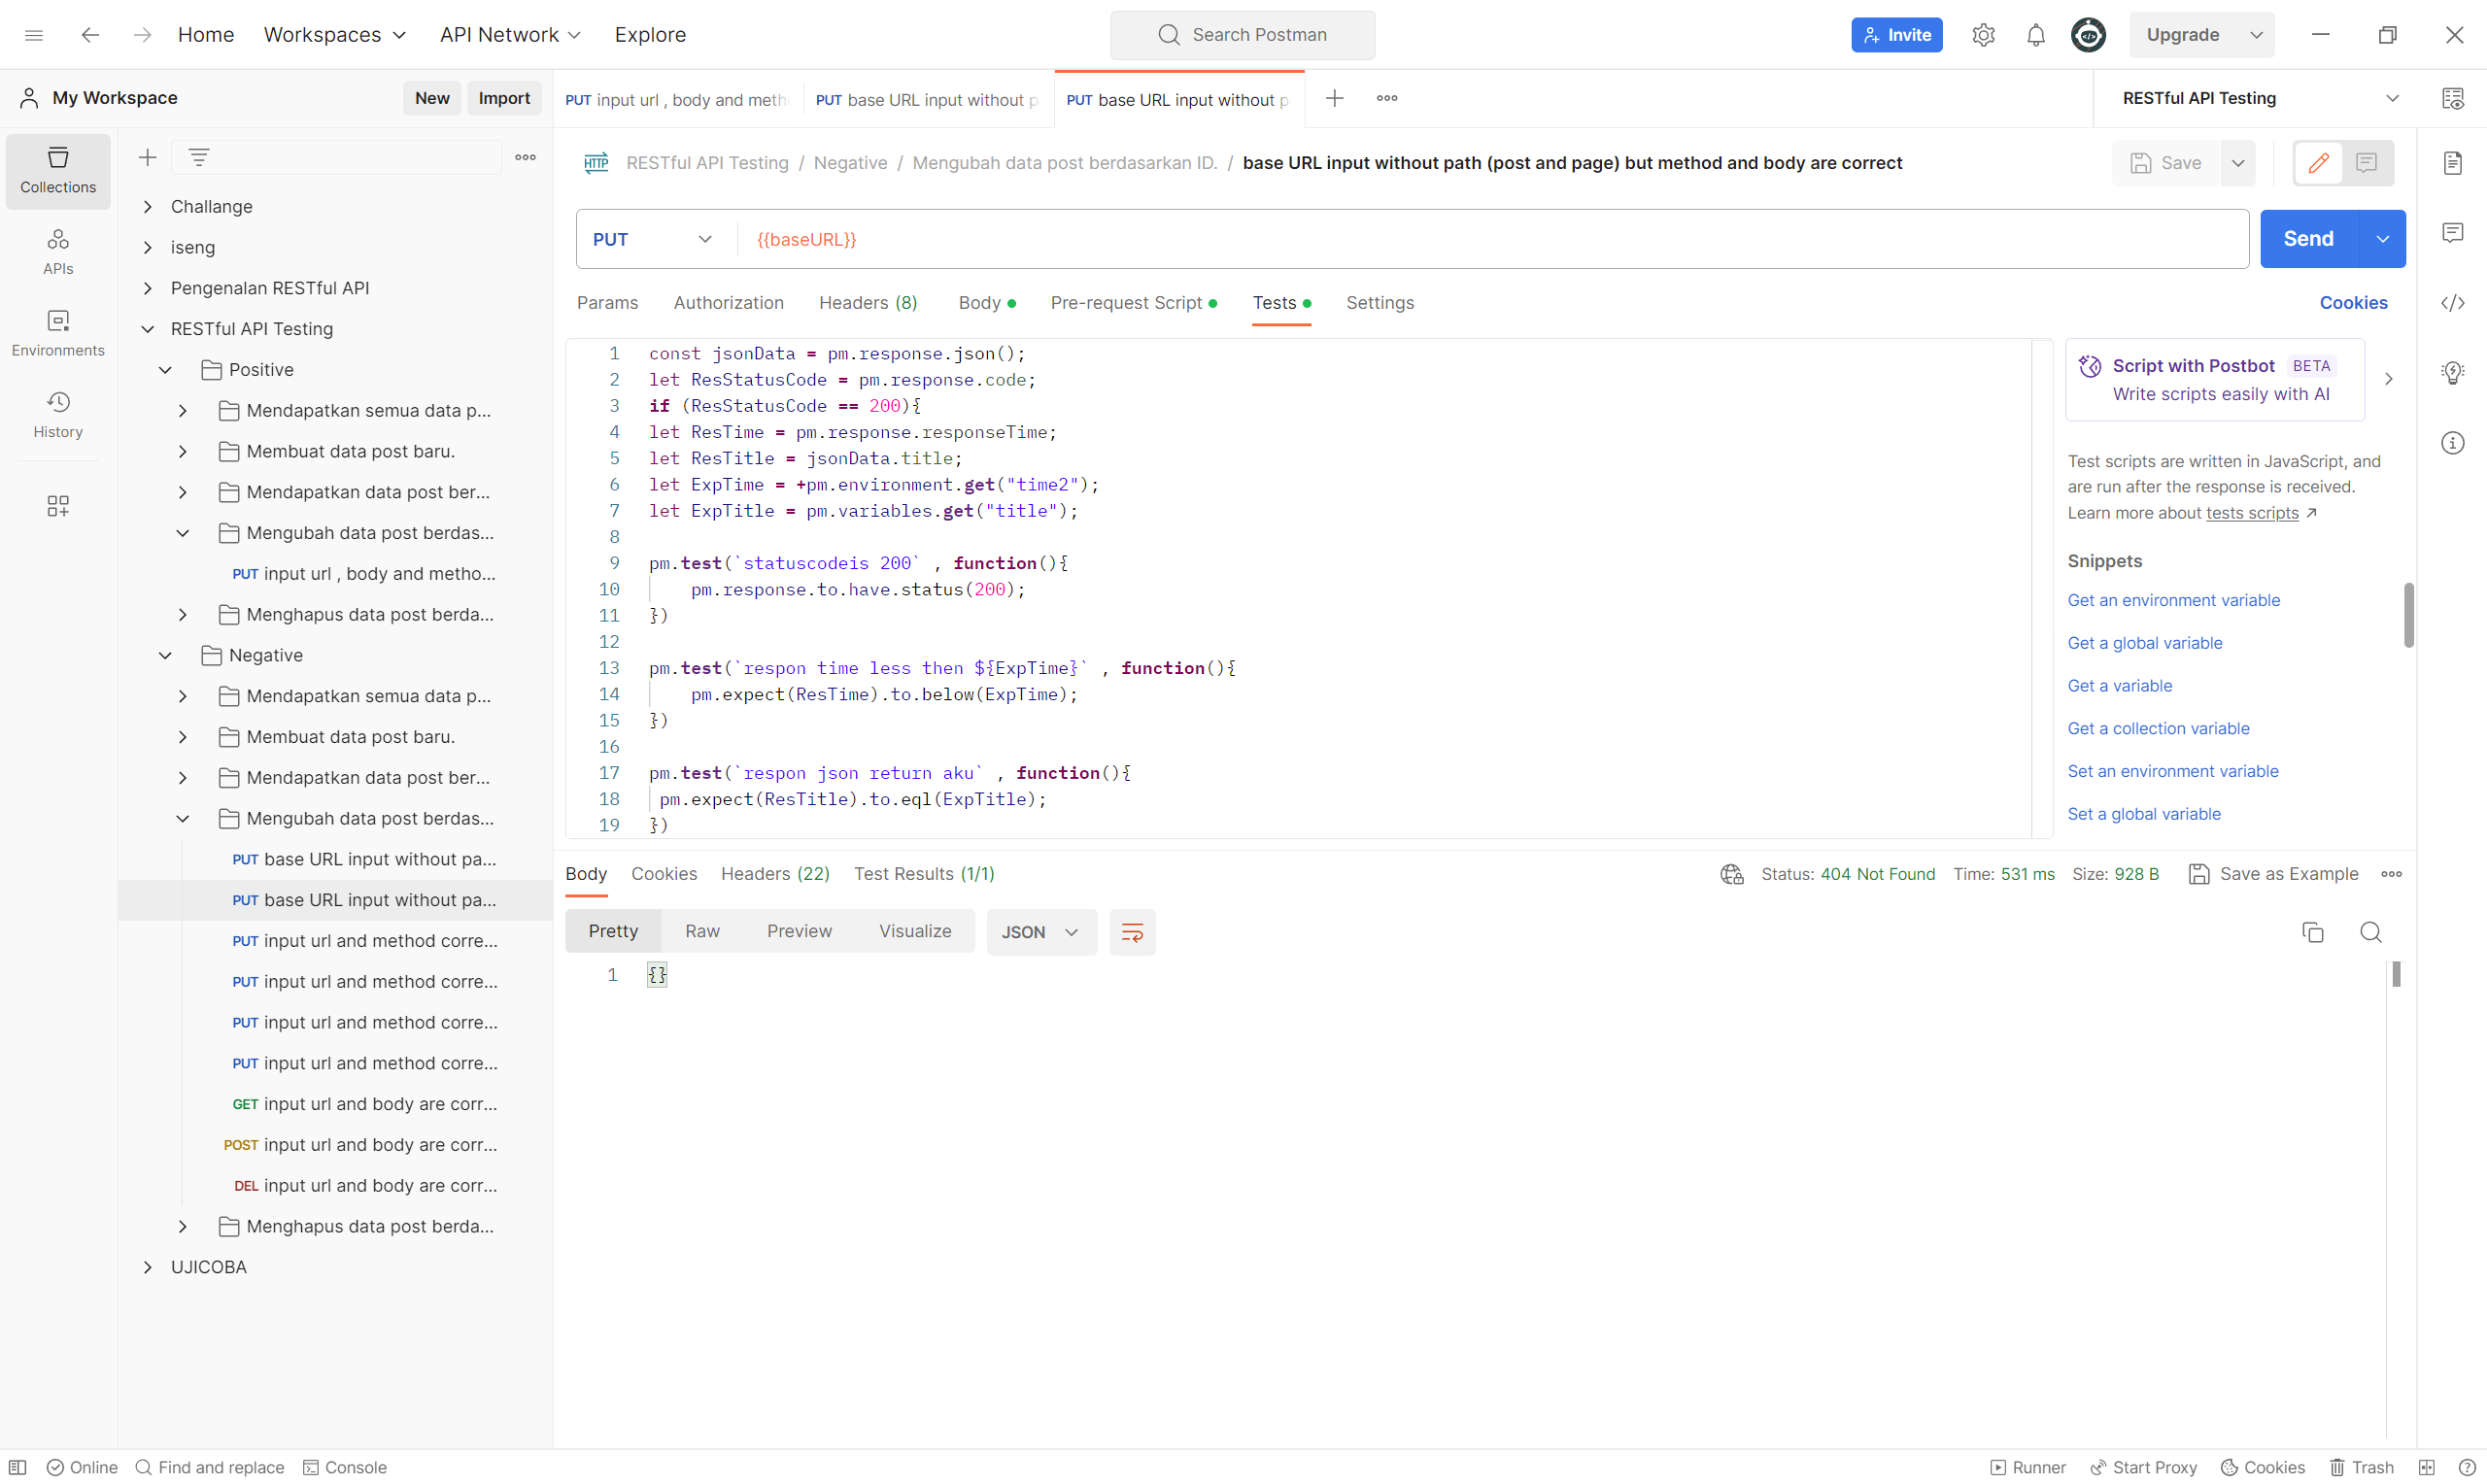 Home Workspaces API Network Explore Search Postman Invite Upgrade
My Workspace New Import PUT input url , body and meth PUT base URL input without p PUT base URL input without p RESTful API Testing
Collections
APIs
Environments
History
Challange
iseng
Pengenalan RESTful API
RESTful API Testing
Positive
Mendapatkan semua data p...
Membuat data post baru.
Mendapatkan data post ber...
Mengubah data post berdas...
PUT input url , body and metho...
Menghapus data post berda...
Negative
Mendapatkan semua data p...
Membuat data post baru.
Mendapatkan data post ber...
Mengubah data post berdas...
PUT base URL input without pa...
PUT base URL input without pa...
PUT input url and method corre...
PUT input url and method corre...
PUT input url and method corre...
PUT input url and method corre...
GET input url and body are corr...
POST input url and body are corr...
DEL input url and body are corr...
Menghapus data post berda...
UJICOBA
HTTP RESTful API Testing / Negative / Mengubah data post berdasarkan ID. / base URL input without path (post and page) but method and body are correct Save
PUT {{baseURL}} Send
Params Authorization Headers (8) Body Pre-request Script Tests Settings Cookies
1 const jsonData = pm.response.json();
2 let ResStatusCode = pm.response.code;
3 if (ResStatusCode == 200){
4 let ResTime = pm.response.responseTime;
5 let ResTitle = jsonData.title;
6 let ExpTime = +pm.environment.get("time2");
7 let ExpTitle = pm.variables.get("title");
8
9 pm.test(`statuscodeis 200` , function(){
10 pm.response.to.have.status(200);
11 })
12
13 pm.test(`respon time less then ${ExpTime}` , function(){
14 pm.expect(ResTime).to.below(ExpTime);
15 })
16
17 pm.test(`respon json return aku` , function(){
18 pm.expect(ResTitle).to.eql(ExpTitle);
19 })
Script with Postbot BETA
Write scripts easily with AI
Test scripts are written in JavaScript, and
are run after the response is received.
Learn more about tests scripts ↗
Snippets
Get an environment variable
Get a global variable
Get a variable
Get a collection variable
Set an environment variable
Set a global variable
Body Cookies Headers (22) Test Results (1/1) Status: 404 Not Found Time: 531 ms Size: 928 B Save as Example
Pretty Raw Preview Visualize JSON
1 {}
Online Find and replace Console Runner Start Proxy Cookies Trash